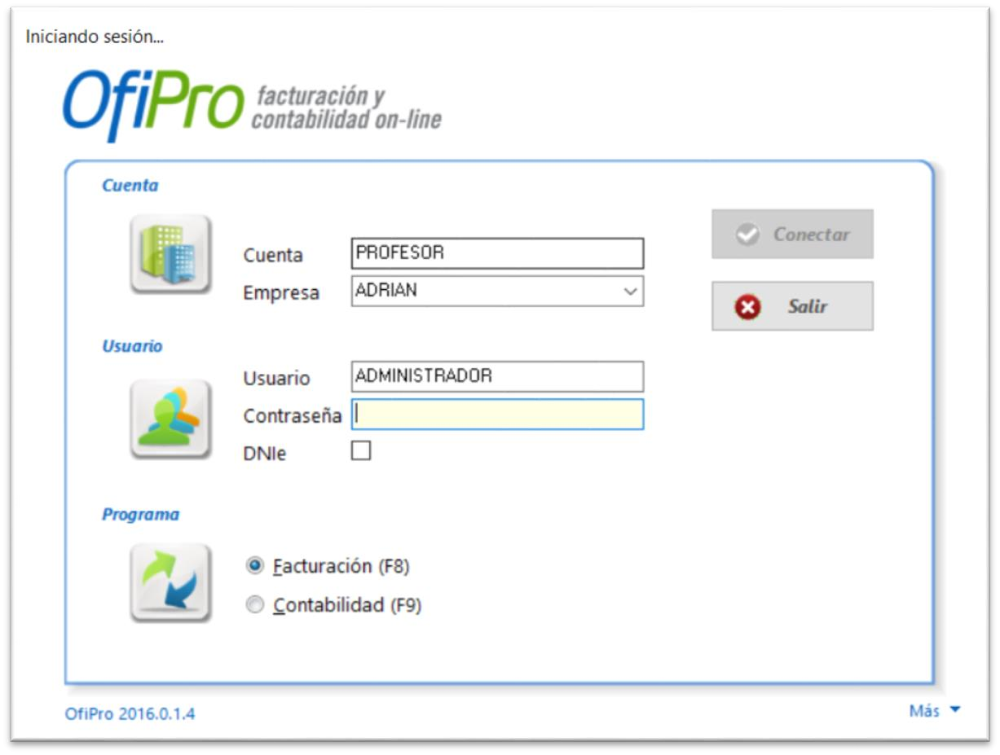 Iniciando sesión...
OfiPro facturación y
contabilidad on-line
Cuenta
Cuenta PROFESOR
Conectar
Empresa ADRIAN
Salir
Usuario
Usuario ADMINISTRADOR
Contraseña
DNIe
Programa
Facturación (F8)
Contabilidad (F9)
OfiPro 2016.0.1.4
Más